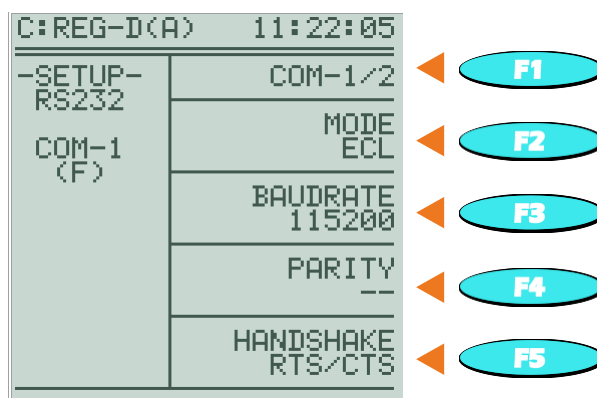 C:REG-D(A) 11:22:05
-SETUP-
RS232
COM-1
(F)
COM-1/2
F1
MODE
ECL
F2
BAUDRATE
115200
F3
PARITY
--
F4
HANDSHAKE
RTS/CTS
F5